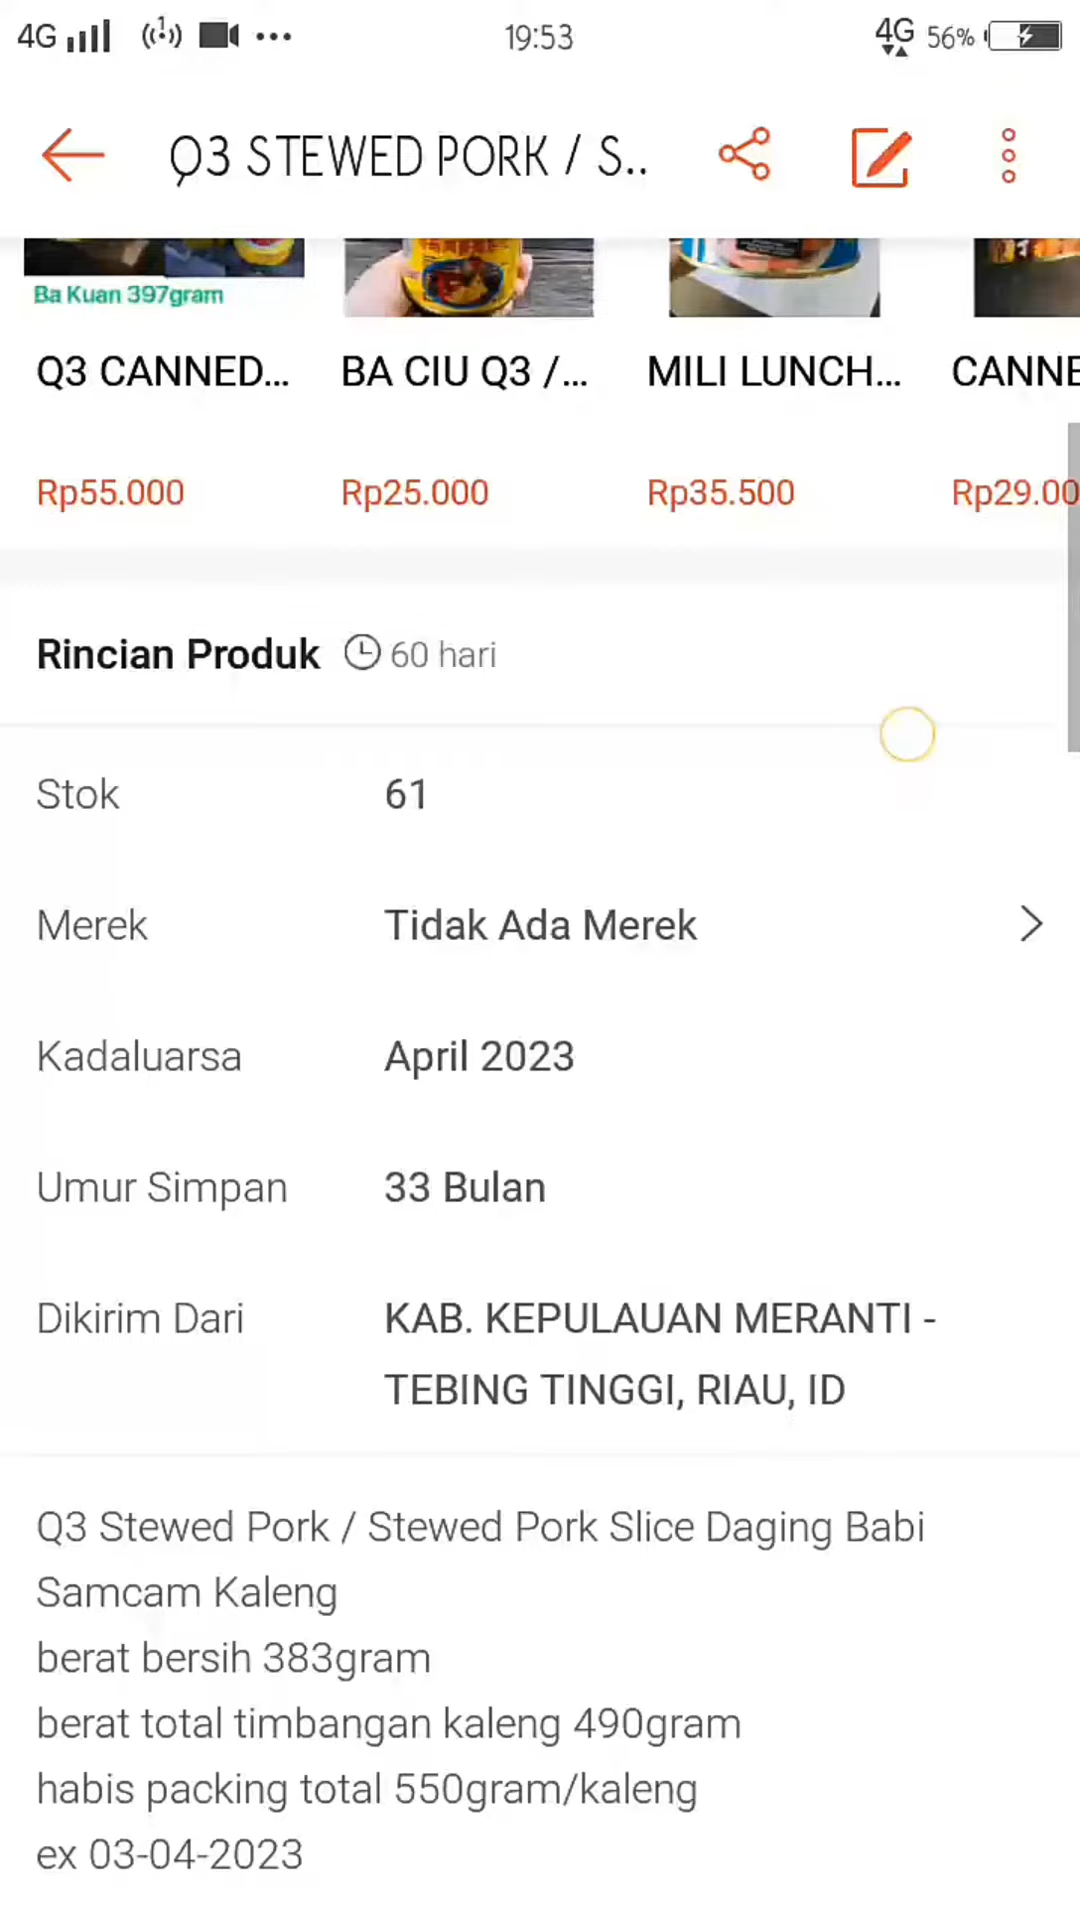 4G 19:53 4G 56%
Q3 STEWED PORK / S..
Ba Kuan 397gram
Q3 CANNED... BA CIU Q3 /... MILI LUNCH... CANNE
Rp55.000 Rp25.000 Rp35.500 Rp29.00
Rincian Produk 60 hari
Stok 61
Merek Tidak Ada Merek
Kadaluarsa April 2023
Umur Simpan 33 Bulan
Dikirim Dari KAB. KEPULAUAN MERANTI -
TEBING TINGGI, RIAU, ID
Q3 Stewed Pork / Stewed Pork Slice Daging Babi
Samcam Kaleng
berat bersih 383gram
berat total timbangan kaleng 490gram
habis packing total 550gram/kaleng
ex 03-04-2023